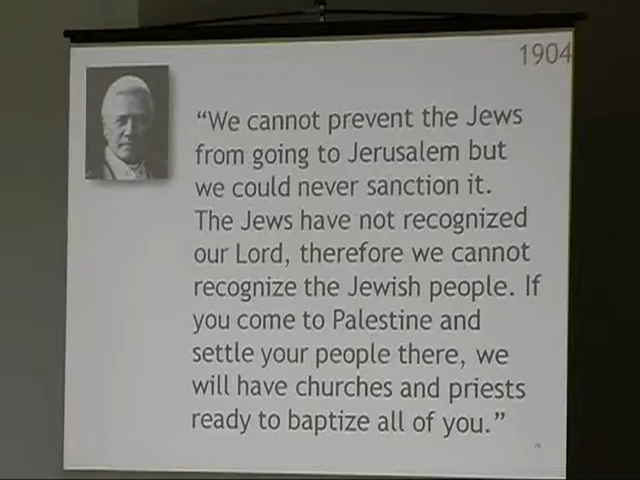 1904
“We cannot prevent the Jews
from going to Jerusalem but
we could never sanction it.
The Jews have not recognized
our Lord, therefore we cannot
recognize the Jewish people. If
you come to Palestine and
settle your people there, we
will have churches and priests
ready to baptize all of you.”